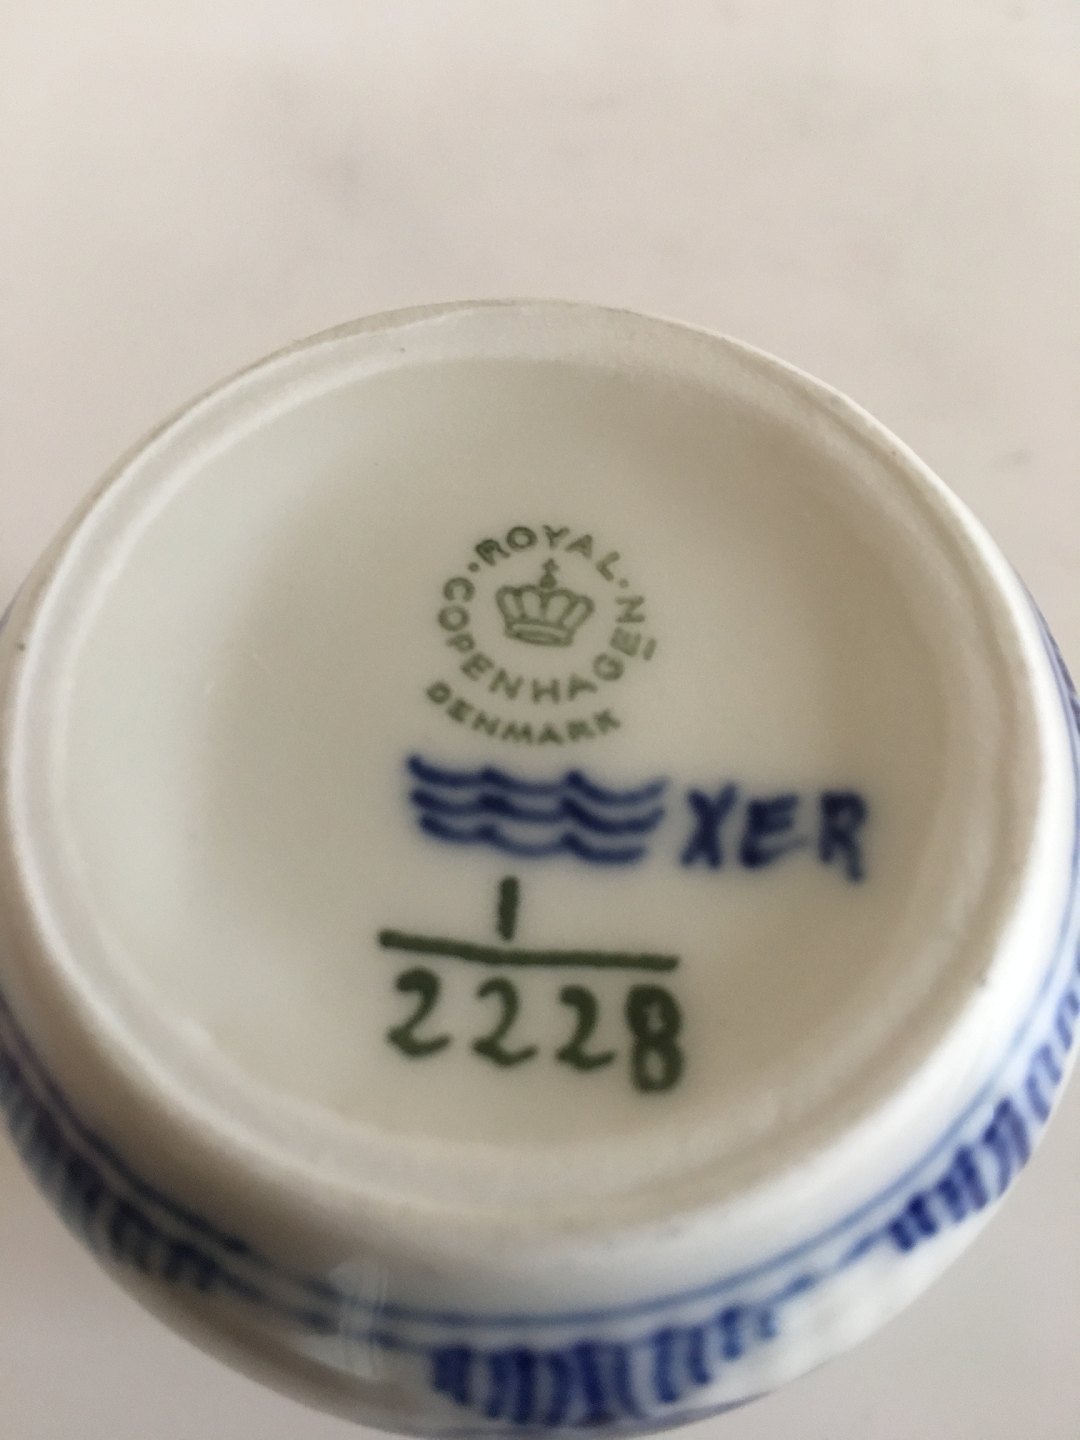 ROYAL
COPENHAGEN
DENMARK
XER
1
2228